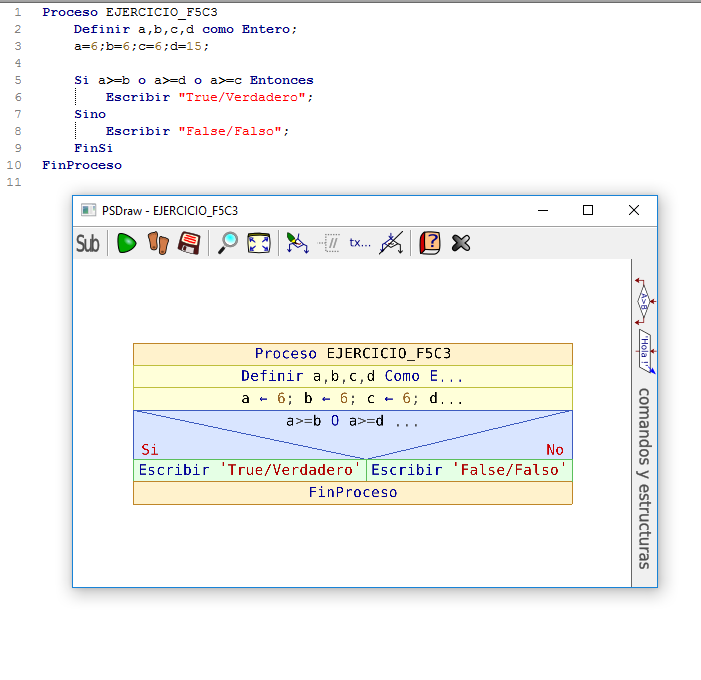 1 Proceso EJERCICIO_F5C3
2 Definir a,b,c,d como Entero;
3 a=6;b=6;c=6;d=15;
4
5 Si a>=b o a>=d o a>=c Entonces
6 Escribir "True/Verdadero";
7 Sino
8 Escribir "False/Falso";
9 FinSi
10 FinProceso
11
PSDraw - EJERCICIO_F5C3
Sub // tx... ?
Proceso EJERCICIO_F5C3
Definir a,b,c,d Como E...
a ← 6; b ← 6; c ← 6; d...
a>=b O a>=d ...
Si No
Escribir 'True/Verdadero' Escribir 'False/Falso'
FinProceso
A>B
'Hola !'
comandos y estructuras